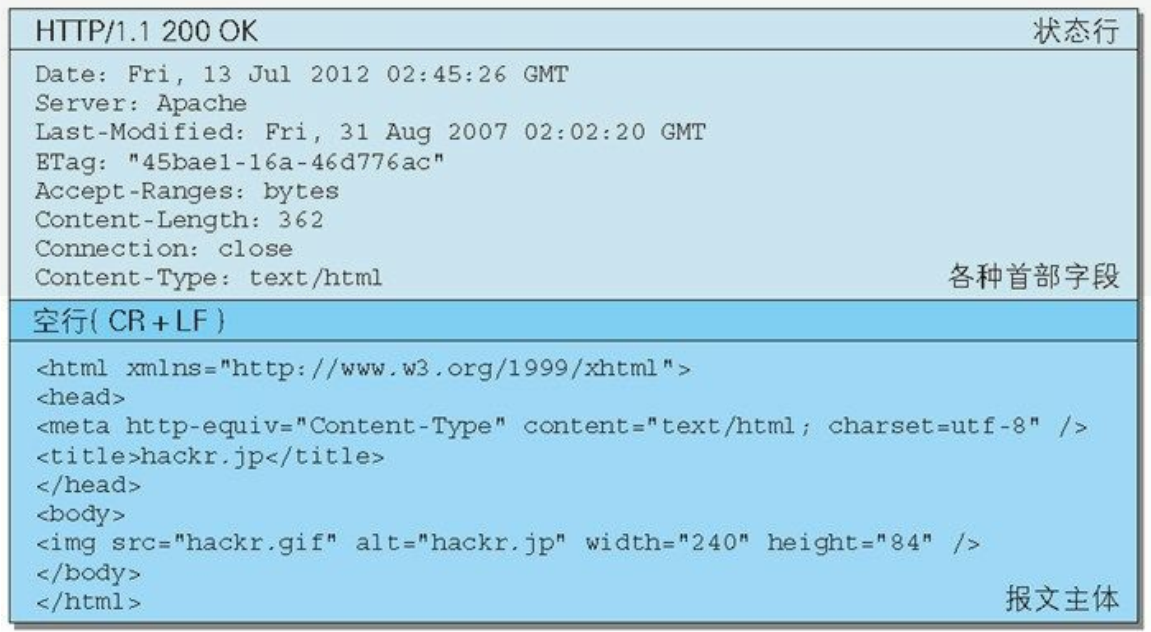 HTTP/1.1 200 OK 状态行
Date: Fri, 13 Jul 2012 02:45:26 GMT
Server: Apache
Last-Modified: Fri, 31 Aug 2007 02:02:20 GMT
ETag: "45bae1-16a-46d776ac"
Accept-Ranges: bytes
Content-Length: 362
Connection: close
Content-Type: text/html 各种首部字段
空行( CR + LF )
<html xmlns="http://www.w3.org/1999/xhtml">
<head>
<meta http-equiv="Content-Type" content="text/html; charset=utf-8" />
<title>hackr.jp</title>
</head>
<body>
<img src="hackr.gif" alt="hackr.jp" width="240" height="84" />
</body>
</html> 报文主体